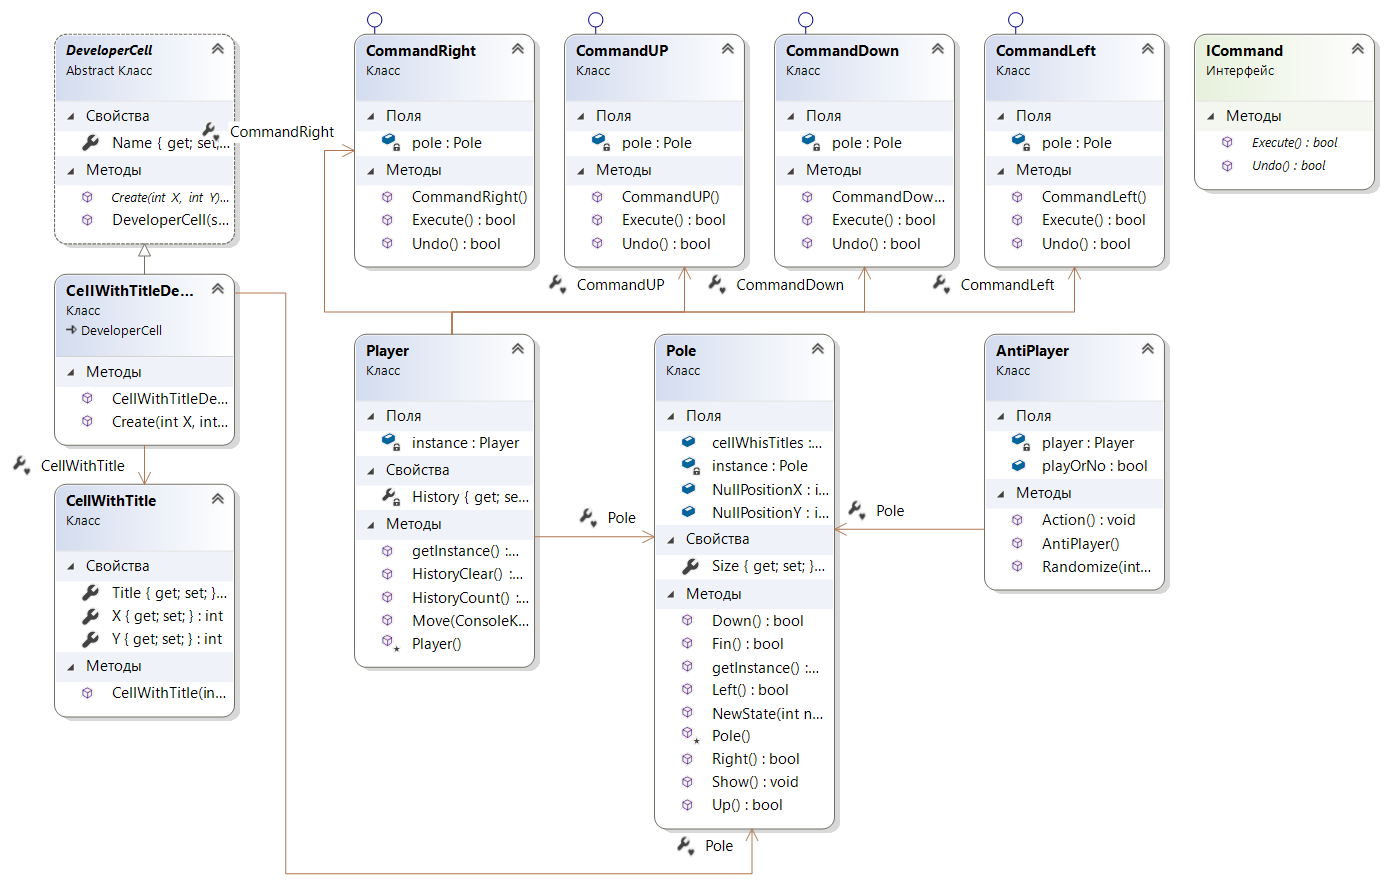 DeveloperCell
Abstract Класс
Свойства
Name { get; set;...
Методы
Create(int X, int Y)...
DeveloperCell(s...
CommandRight
CommandRight
Класс
Поля
pole : Pole
Методы
CommandRight()
Execute() : bool
Undo() : bool
CommandUP
Класс
Поля
pole : Pole
Методы
CommandUP()
Execute() : bool
Undo() : bool
CommandDown
Класс
Поля
pole : Pole
Методы
CommandDow...
Execute() : bool
Undo() : bool
CommandLeft
Класс
Поля
pole : Pole
Методы
CommandLeft()
Execute() : bool
Undo() : bool
ICommand
Интерфейс
Методы
Execute() : bool
Undo() : bool
CommandUP
CommandDown
CommandLeft
CellWithTitleDe...
Класс
DeveloperCell
Методы
CellWithTitleDe...
Create(int X, int...
CellWithTitle
CellWithTitle
Класс
Свойства
Title { get; set; }...
X { get; set; } : int
Y { get; set; } : int
Методы
CellWithTitle(in...
Player
Класс
Поля
instance : Player
Свойства
History { get; se...
Методы
getInstance() :...
HistoryClear() :...
HistoryCount() :...
Move(ConsoleK...
Player()
Pole
Pole
Класс
Поля
cellWhisTitles :...
instance : Pole
NullPositionX : i...
NullPositionY : i...
Свойства
Size { get; set; }...
Методы
Down() : bool
Fin() : bool
getInstance() :...
Left() : bool
NewState(int n...
Pole()
Right() : bool
Show() : void
Up() : bool
Pole
Pole
AntiPlayer
Класс
Поля
player : Player
playOrNo : bool
Методы
Action() : void
AntiPlayer()
Randomize(int...